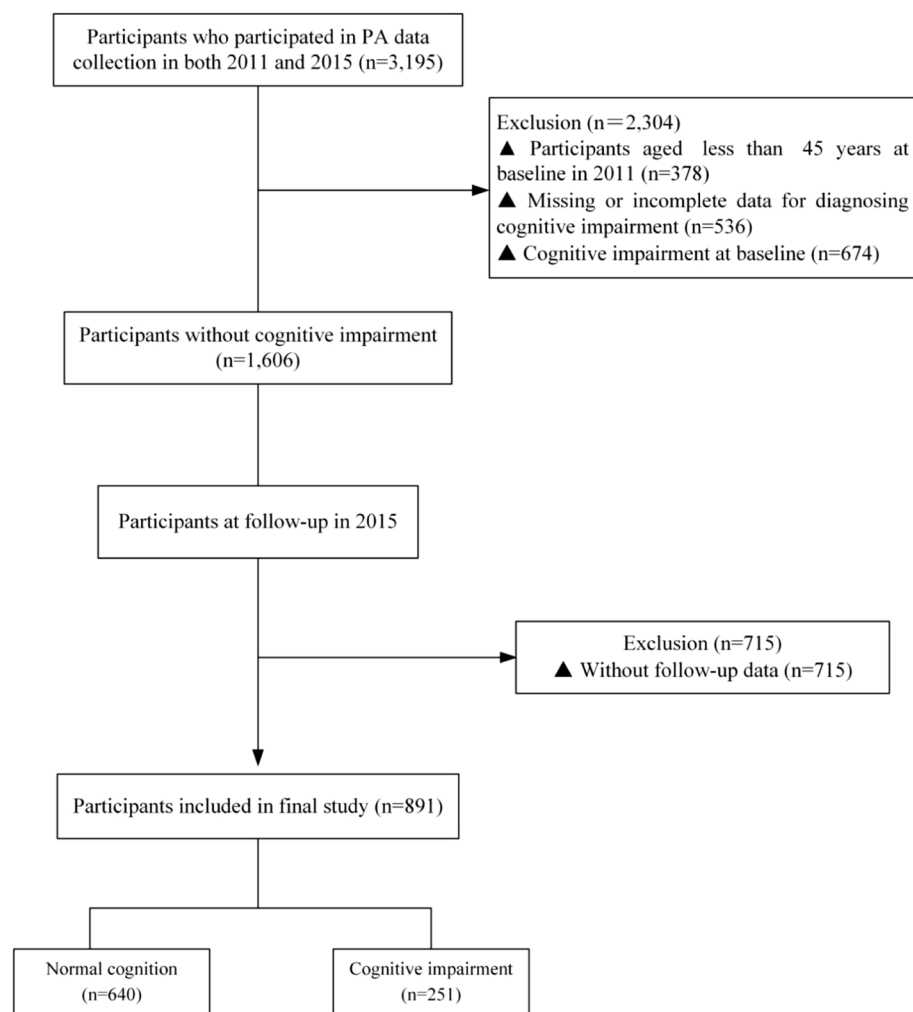 Participants who participated in PA data
collection in both 2011 and 2015 (n=3,195)
Exclusion (n=2,304)
▲ Participants aged less than 45 years at
baseline in 2011 (n=378)
▲ Missing or incomplete data for diagnosing
cognitive impairment (n=536)
▲ Cognitive impairment at baseline (n=674)
Participants without cognitive impairment
(n=1,606)
Participants at follow-up in 2015
Exclusion (n=715)
▲ Without follow-up data (n=715)
Participants included in final study (n=891)
Normal cognition
(n=640)
Cognitive impairment
(n=251)